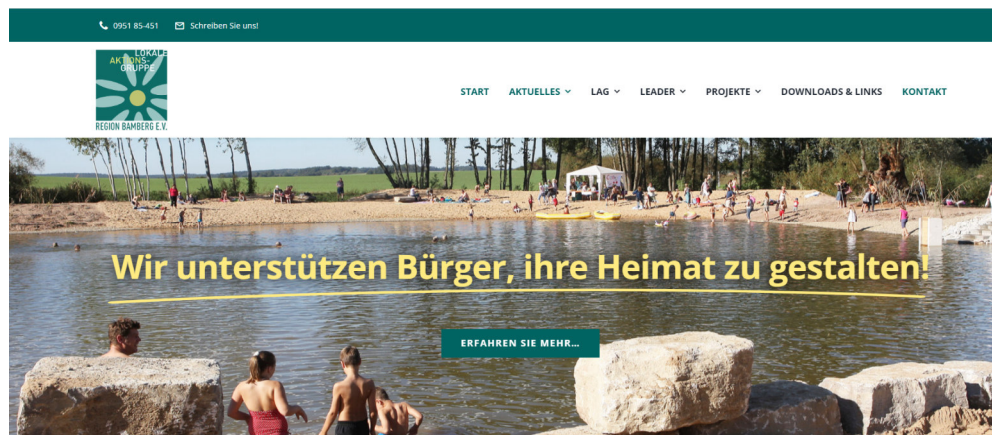 0951 85-451 Schreiben Sie uns!
LOKALE
AKTIONS-
GRUPPE
REGION BAMBERG E.V.
START AKTUELLES LAG LEADER PROJEKTE DOWNLOADS & LINKS KONTAKT
Wir unterstützen Bürger, ihre Heimat zu gestalten!
ERFAHREN SIE MEHR...